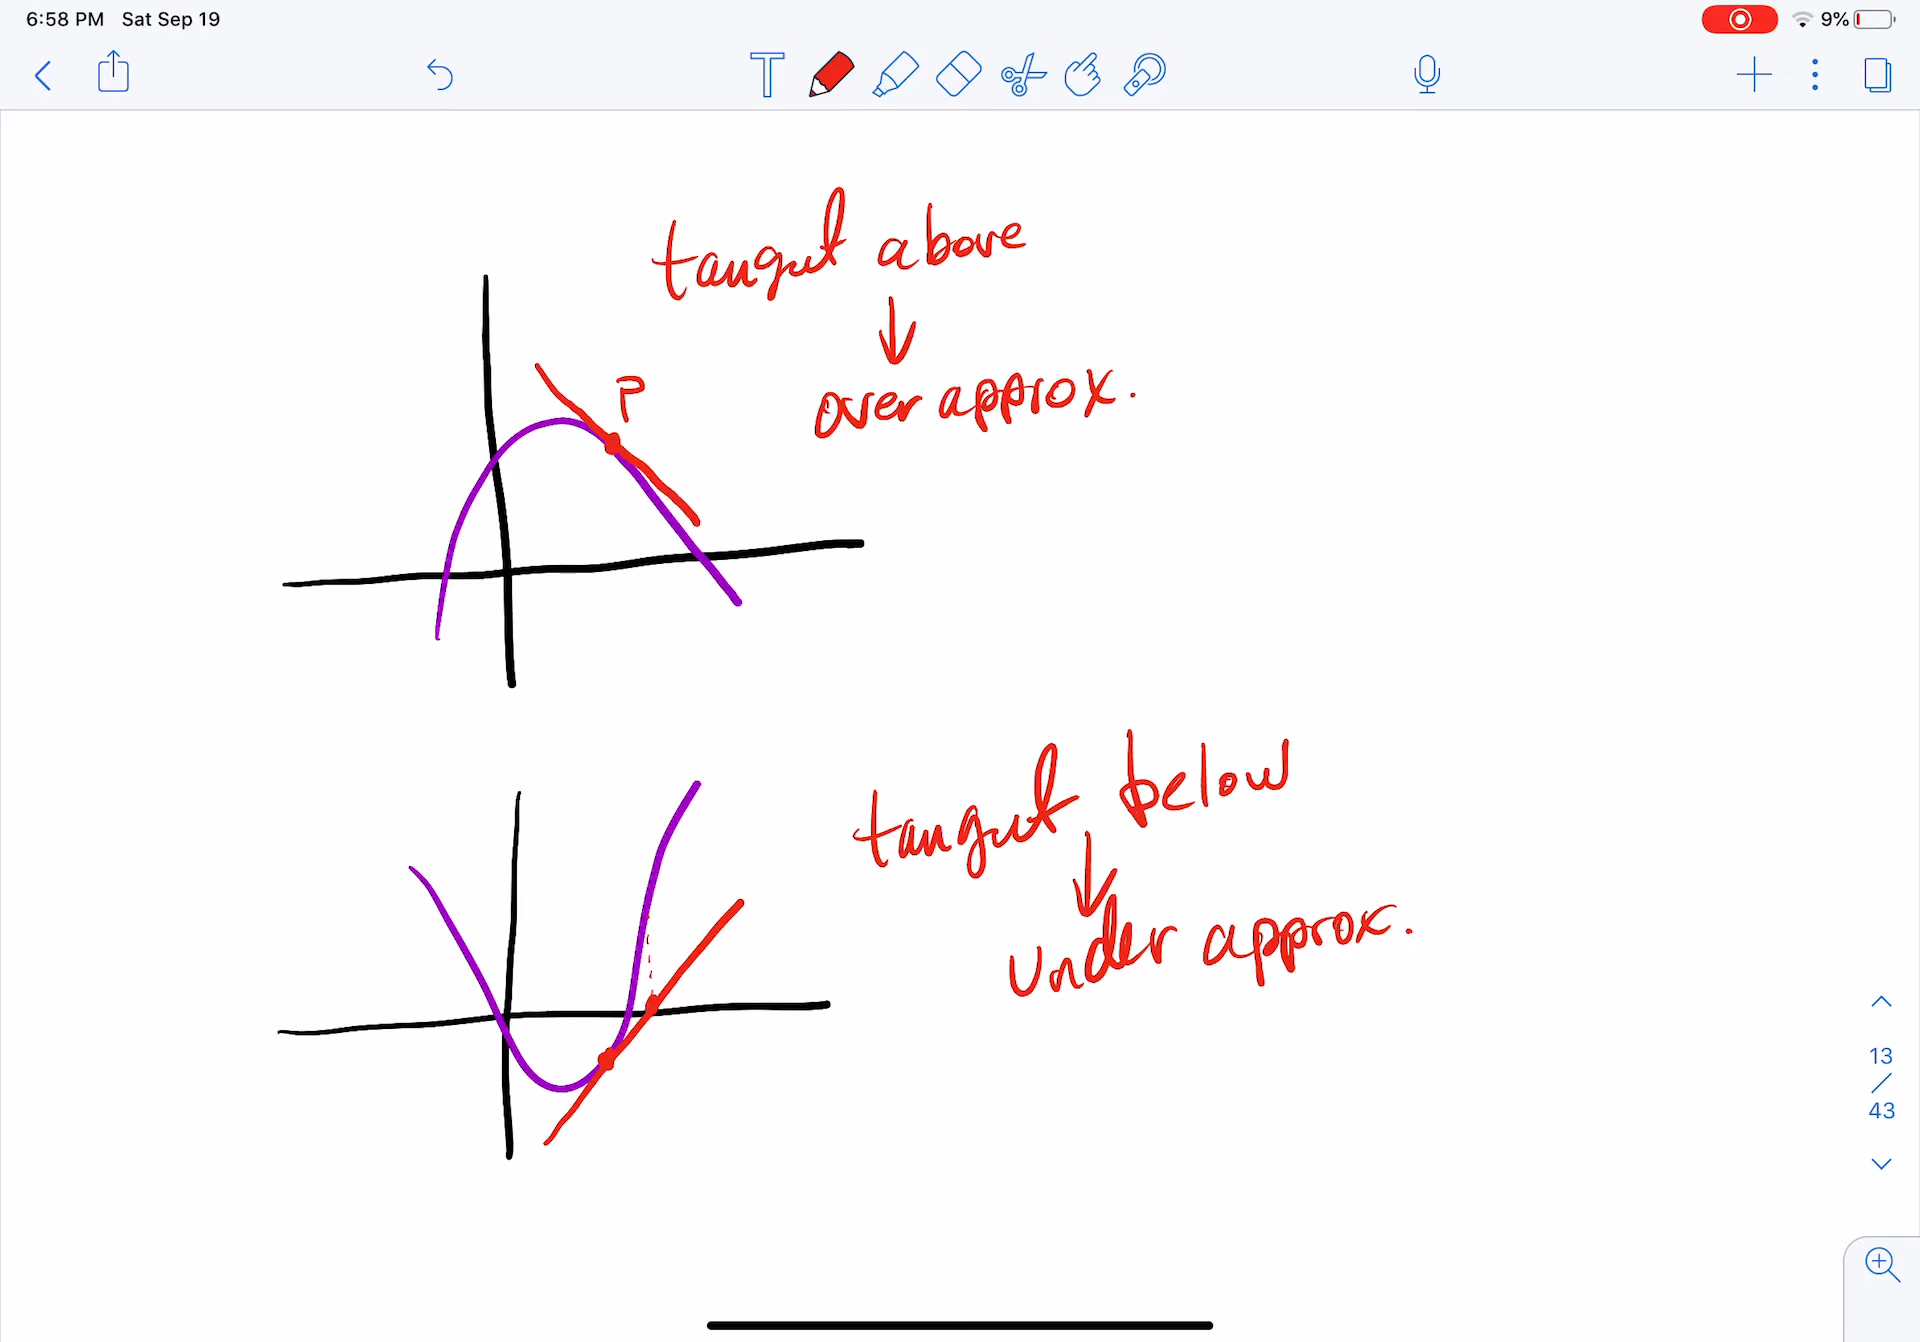 6:58 PM Sat Sep 19
9%
T
tangent above
P
over approx.
tangent below
under approx.
13
43